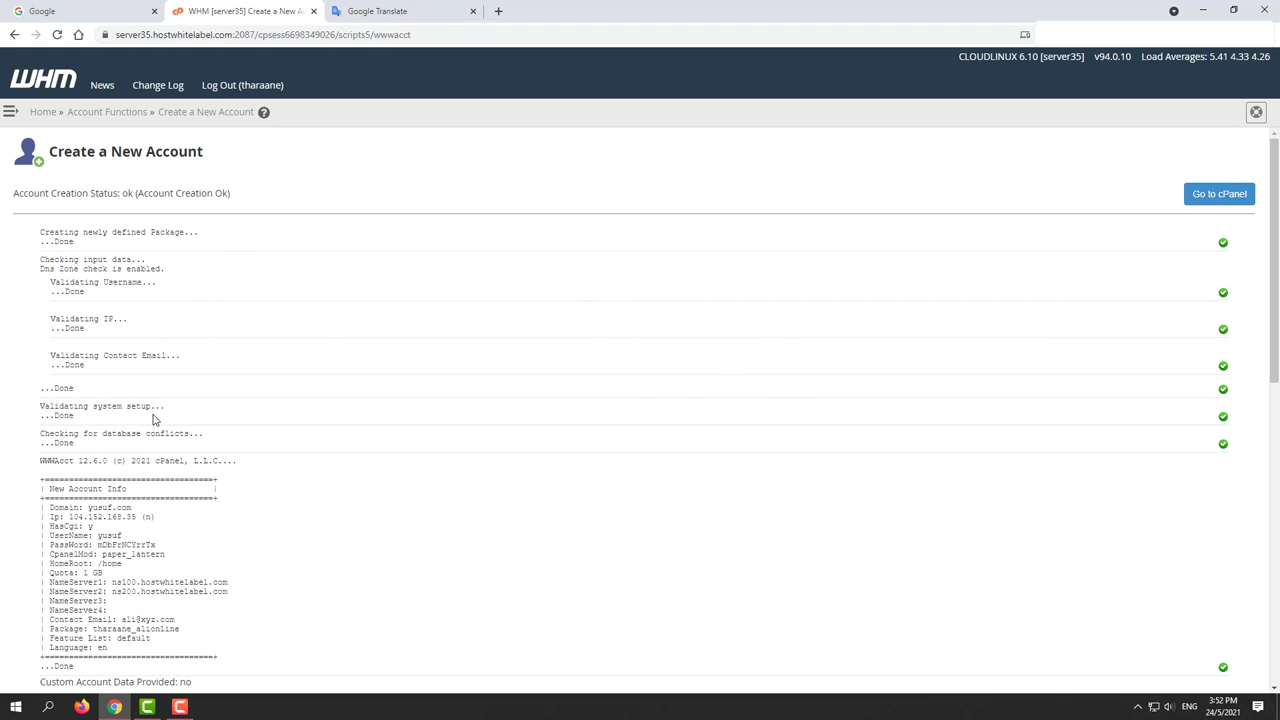 Google
WHM [server35] Create a New A
Google Translate
server35.hostwhitelabel.com:2087/cpsess6698349026/scripts5/wwwacct
CLOUDLINUX 6.10 [server35] v94.0.10 Load Averages: 5.41 4.33 4.26
WHM News Change Log Log Out (tharaane)
Home » Account Functions » Create a New Account
Create a New Account
Account Creation Status: ok (Account Creation Ok)
Go to cPanel
Creating newly defined Package...
...Done
Checking input data...
Dns Zone check is enabled.
Validating Username...
...Done
Validating IP...
...Done
Validating Contact Email...
...Done
...Done
Validating system setup...
...Done
Checking for database conflicts...
...Done
WWWAcct 12.6.0 (c) 2021 cPanel, L.L.C....
+===================================+
| New Account Info |
+===================================+
| Domain: yusuf.com
| Ip: 104.152.168.35 (n)
| HasCgi: y
| UserName: yusuf
| PassWord: mDbFrNCYrrTx
| CpanelMod: paper_lantern
| HomeRoot: /home
| Quota: 1 GB
| NameServer1: ns100.hostwhitelabel.com
| NameServer2: ns200.hostwhitelabel.com
| NameServer3:
| NameServer4:
| Contact Email: ali@xyz.com
| Package: tharaane_alionline
| Feature List: default
| Language: en
+===================================+
...Done
Custom Account Data Provided: no
ENG
3:52 PM
24/5/2021